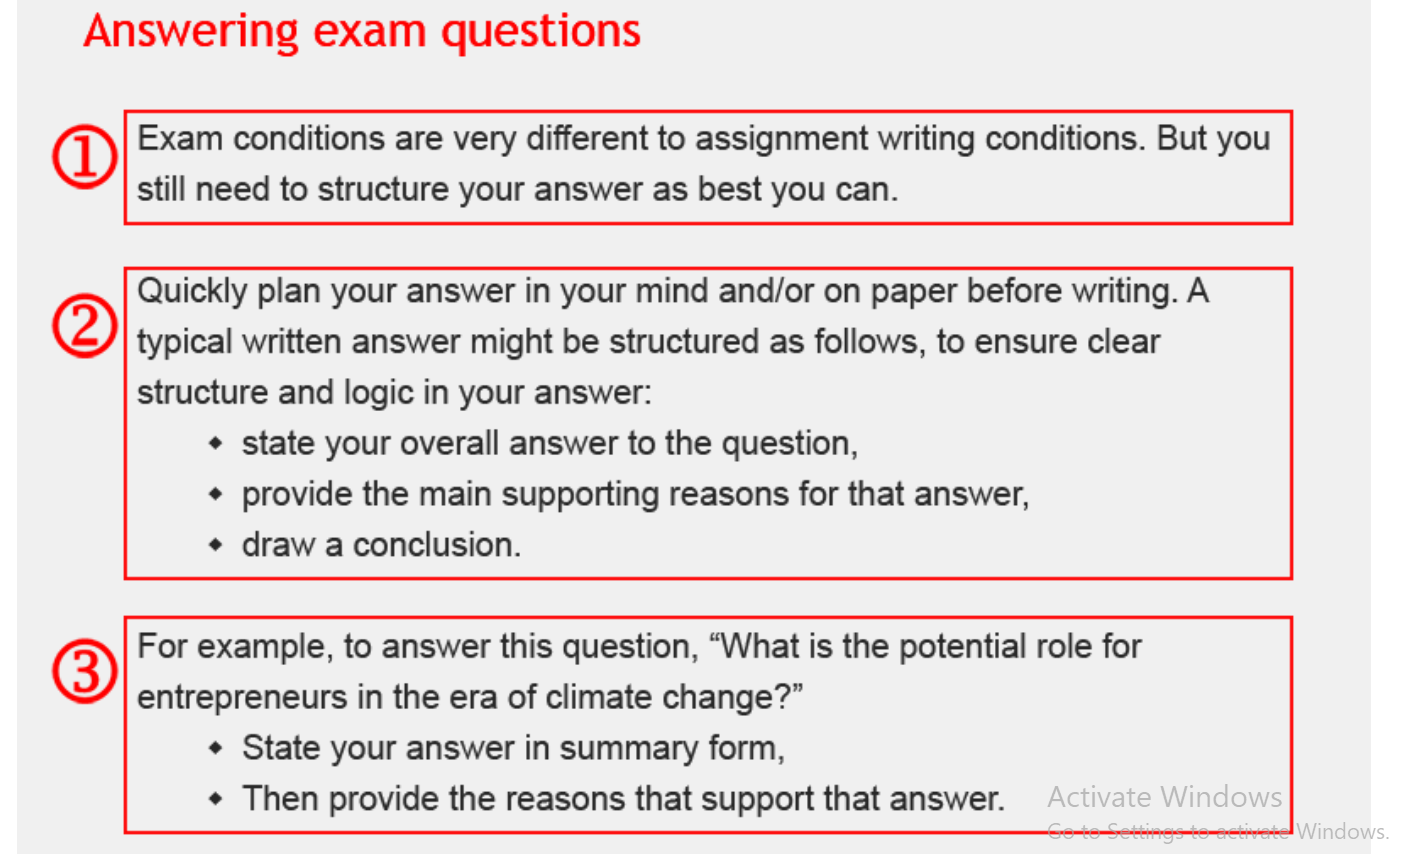 Answering exam questions
① Exam conditions are very different to assignment writing conditions. But you
still need to structure your answer as best you can.
② Quickly plan your answer in your mind and/or on paper before writing. A
typical written answer might be structured as follows, to ensure clear
structure and logic in your answer:
◆ state your overall answer to the question,
◆ provide the main supporting reasons for that answer,
◆ draw a conclusion.
③ For example, to answer this question, “What is the potential role for
entrepreneurs in the era of climate change?”
◆ State your answer in summary form,
◆ Then provide the reasons that support that answer.
Activate Windows
Go to Settings to activate Windows.